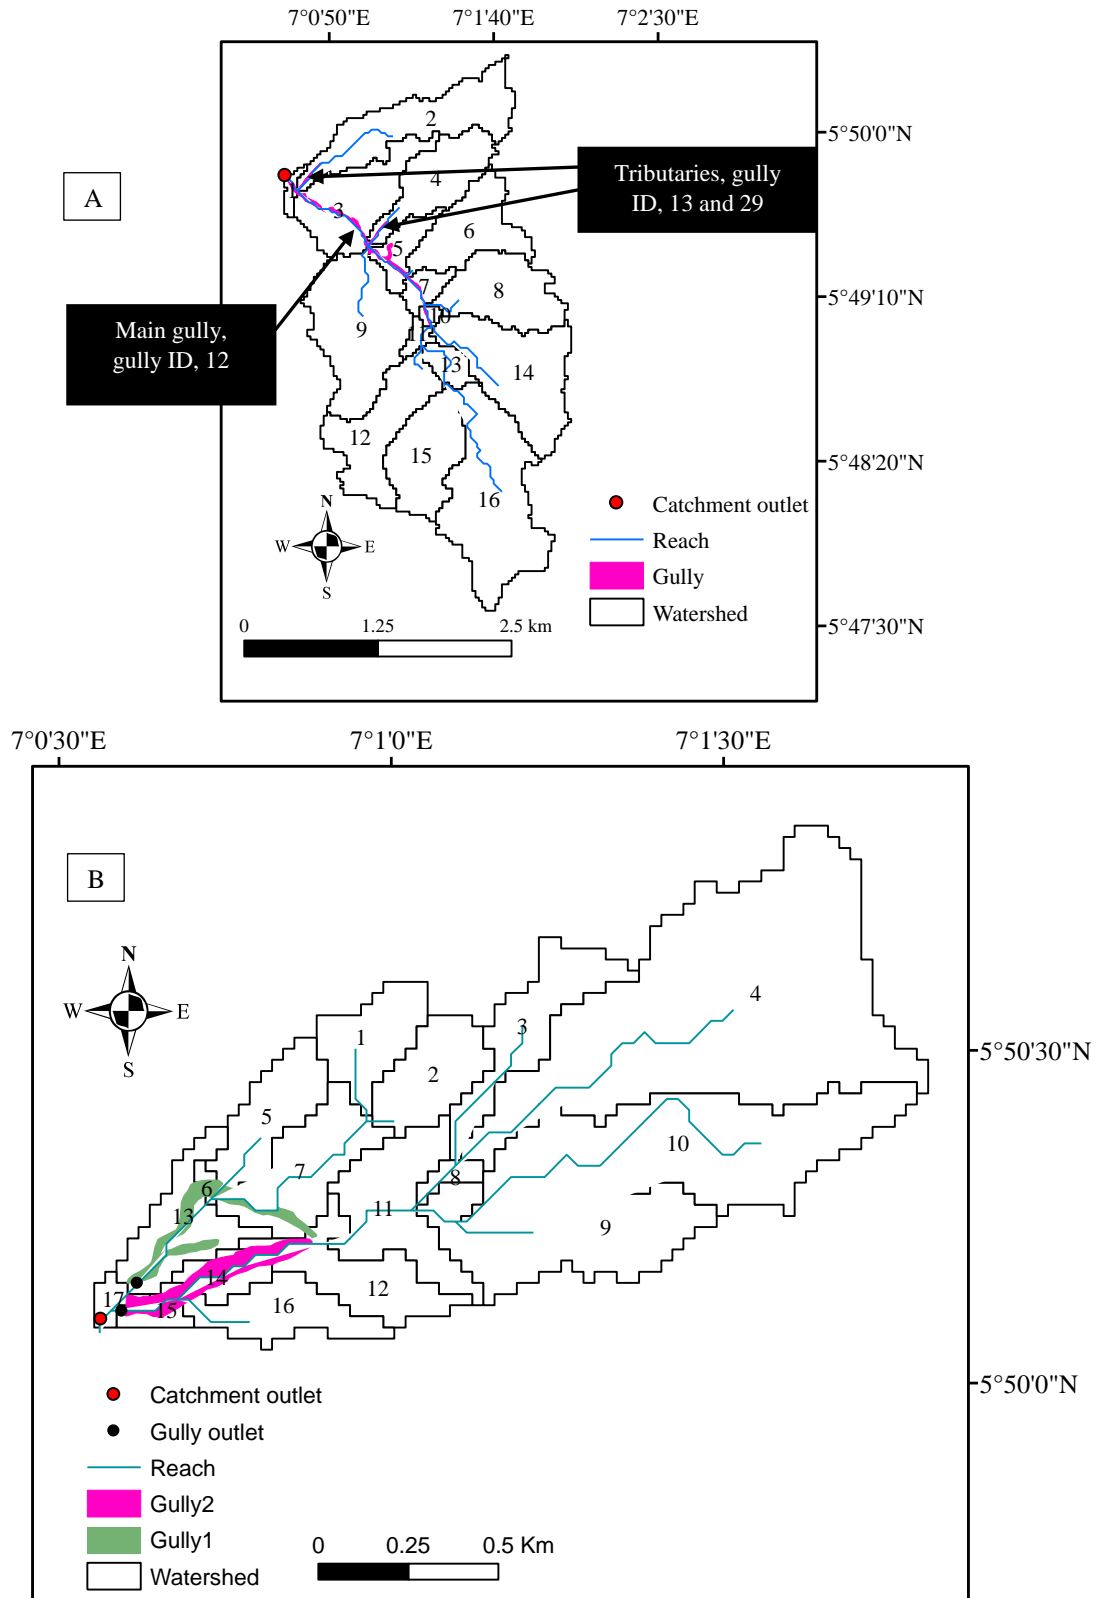 7°0'50"E 7°1'40" 7°2'30"E
A
5°50'0"N
5°49'10"N
5°48'20"N
5°47'30"N
Tributaries, gully
ID, 13 and 29
Main gully,
gully ID, 12
2
4
3
6
5
7
8
9
13
14
12
15
16
N
W E
S
Catchment outlet
Reach
Gully
Watershed
0 1.25 2.5 km
7°0'30"E 7°1'0"E 7°1'30"E
B
5°50'30"N
5°50'0"N
N
W E
S
1
2
3
4
5
10
7
8
6
11
13
9
14
12
17
15
16
Catchment outlet
Gully outlet
Reach
Gully2
Gully1
Watershed
0 0.25 0.5 Km